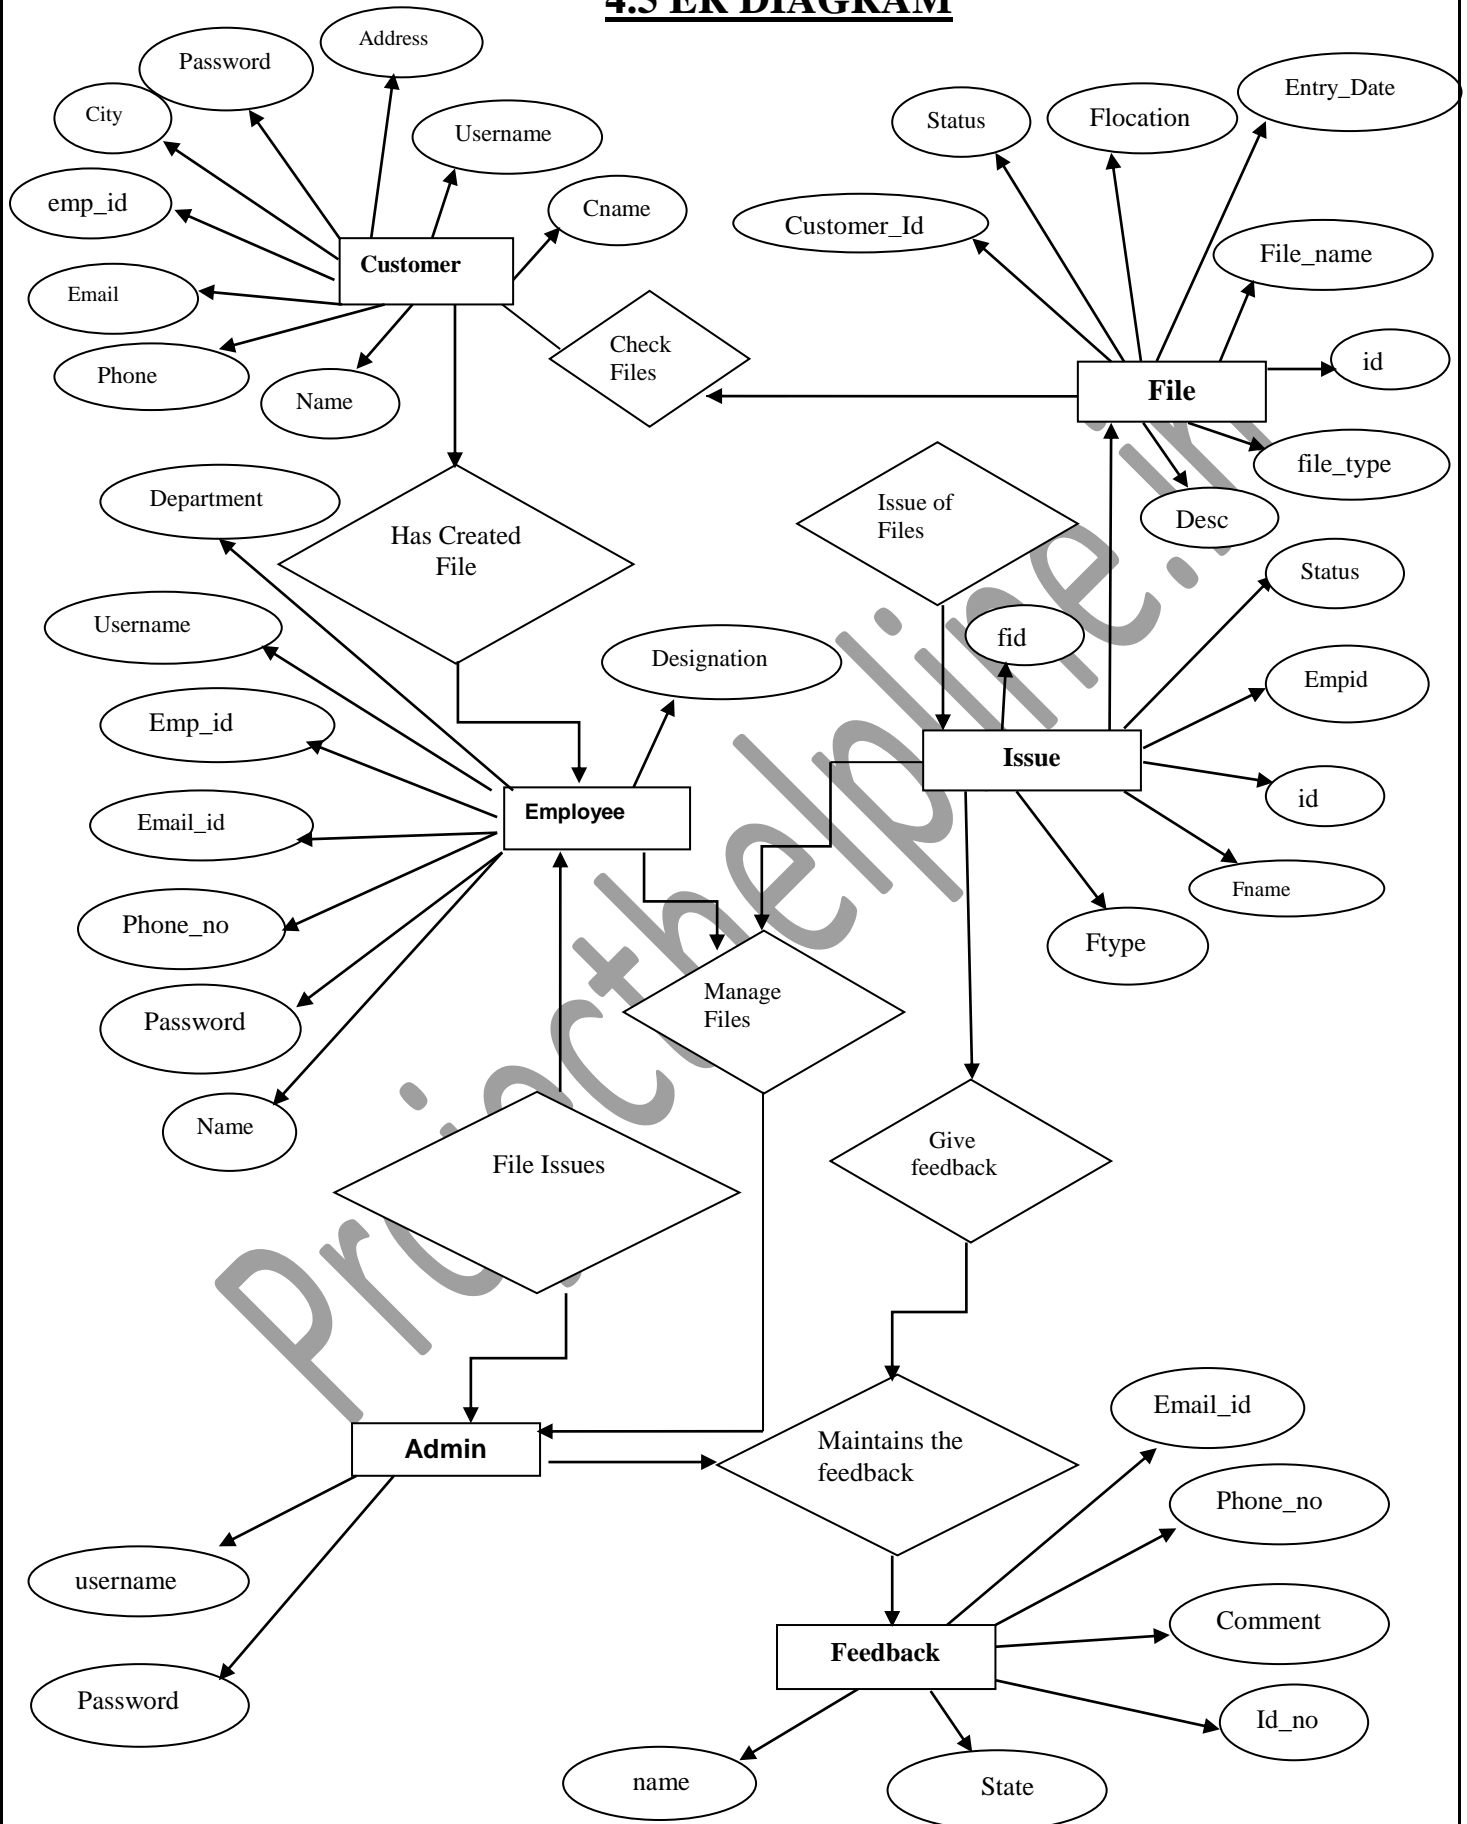 4.3 ER DIAGRAM
Address
Password
City
Username
emp_id
Cname
Customer
Email
Phone
Name
Check
Files
Status
Flocation
Entry_Date
Customer_Id
File_name
id
File
file_type
Desc
Department
Has Created
File
Issue of
Files
Status
Username
fid
Designation
Empid
Emp_id
Issue
id
Employee
Email_id
Fname
Phone_no
Ftype
Manage
Files
Password
Name
Give
feedback
File Issues
Projecthelpline.in
Email_id
Admin
Maintains the
feedback
Phone_no
username
Comment
Feedback
Password
Id_no
name
State